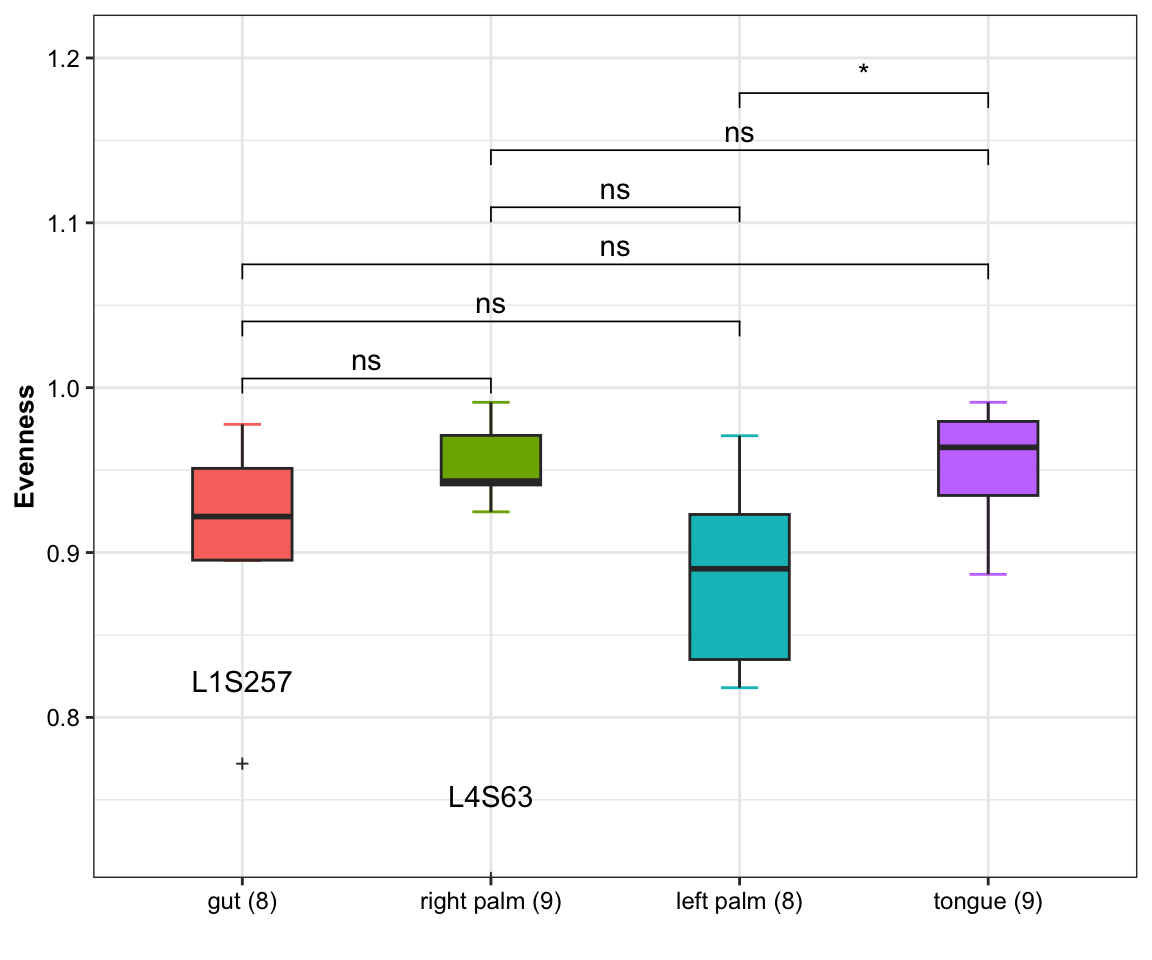 1.2
*
ns
1.1
ns
ns
ns
ns
1.0
Evenness
0.9
L1S257
0.8
L4S63
gut (8) right palm (9) left palm (8) tongue (9)